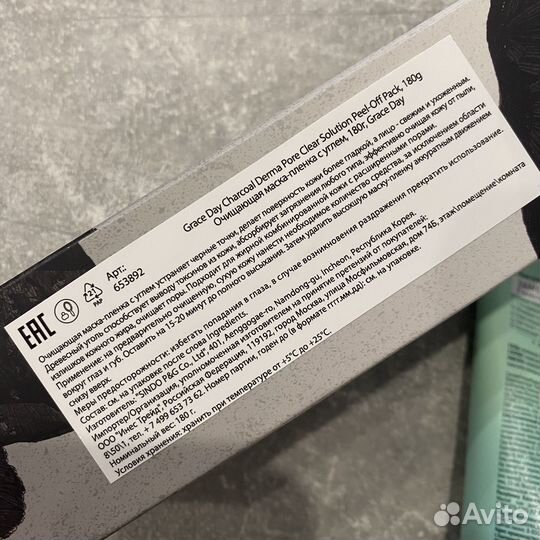 Grace Day Charcoal Derma Pore Clear Solution Peel-Off Pack, 180g
Очищающая маска-пленка с углем, 180г, Grace Day
EAC
PAP
Арт.:
653892
Очищающая маска-пленка с углем устраняет черные точки, делает поверхность кожи более гладкой, а лицо - свежим и ухоженным.
Древесный уголь способствует выводу токсинов из кожи, абсорбирует загрязнения любого типа, эффективно очищая кожу от пыли,
излишков кожного жира, очищает поры. Подходит для жирной комбинированной кожи с расширенными порами.
Применение: на предварительно очищенную, сухую кожу нанести необходимое количество средства, за исключением области
вокруг глаз и губ. Оставить на 15-20 минут до полного высыхания. Затем удалить высохшую маску-пленку аккуратным движением
снизу вверх.
Меры предосторожности: избегать попадания в глаза, в случае возникновения раздражения прекратить использование.
Состав: см. на упаковке после слова Ingredients.
Изготовитель: "SINDO P&G Co., Ltd", 401, Aenggogae-ro, Namdong-gu, Incheon, Республика Корея.
Импортер/Организация, уполномоченная изготовителем на принятие претензий от покупателей:
ООО "Инес Трейд", Российская Федерация, 119192, город Москва, улица Мосфильмовская, дом 74Б, этаж\помещение\комната
8\50\1, тел. + 7 499 653 73 62. Номер партии, годен до (в формате гггг.мм.дд): см. на упаковке.
Номинальный вес: 180 г.
Условия хранения: хранить при температуре от +5°C до +25°C.
Avito